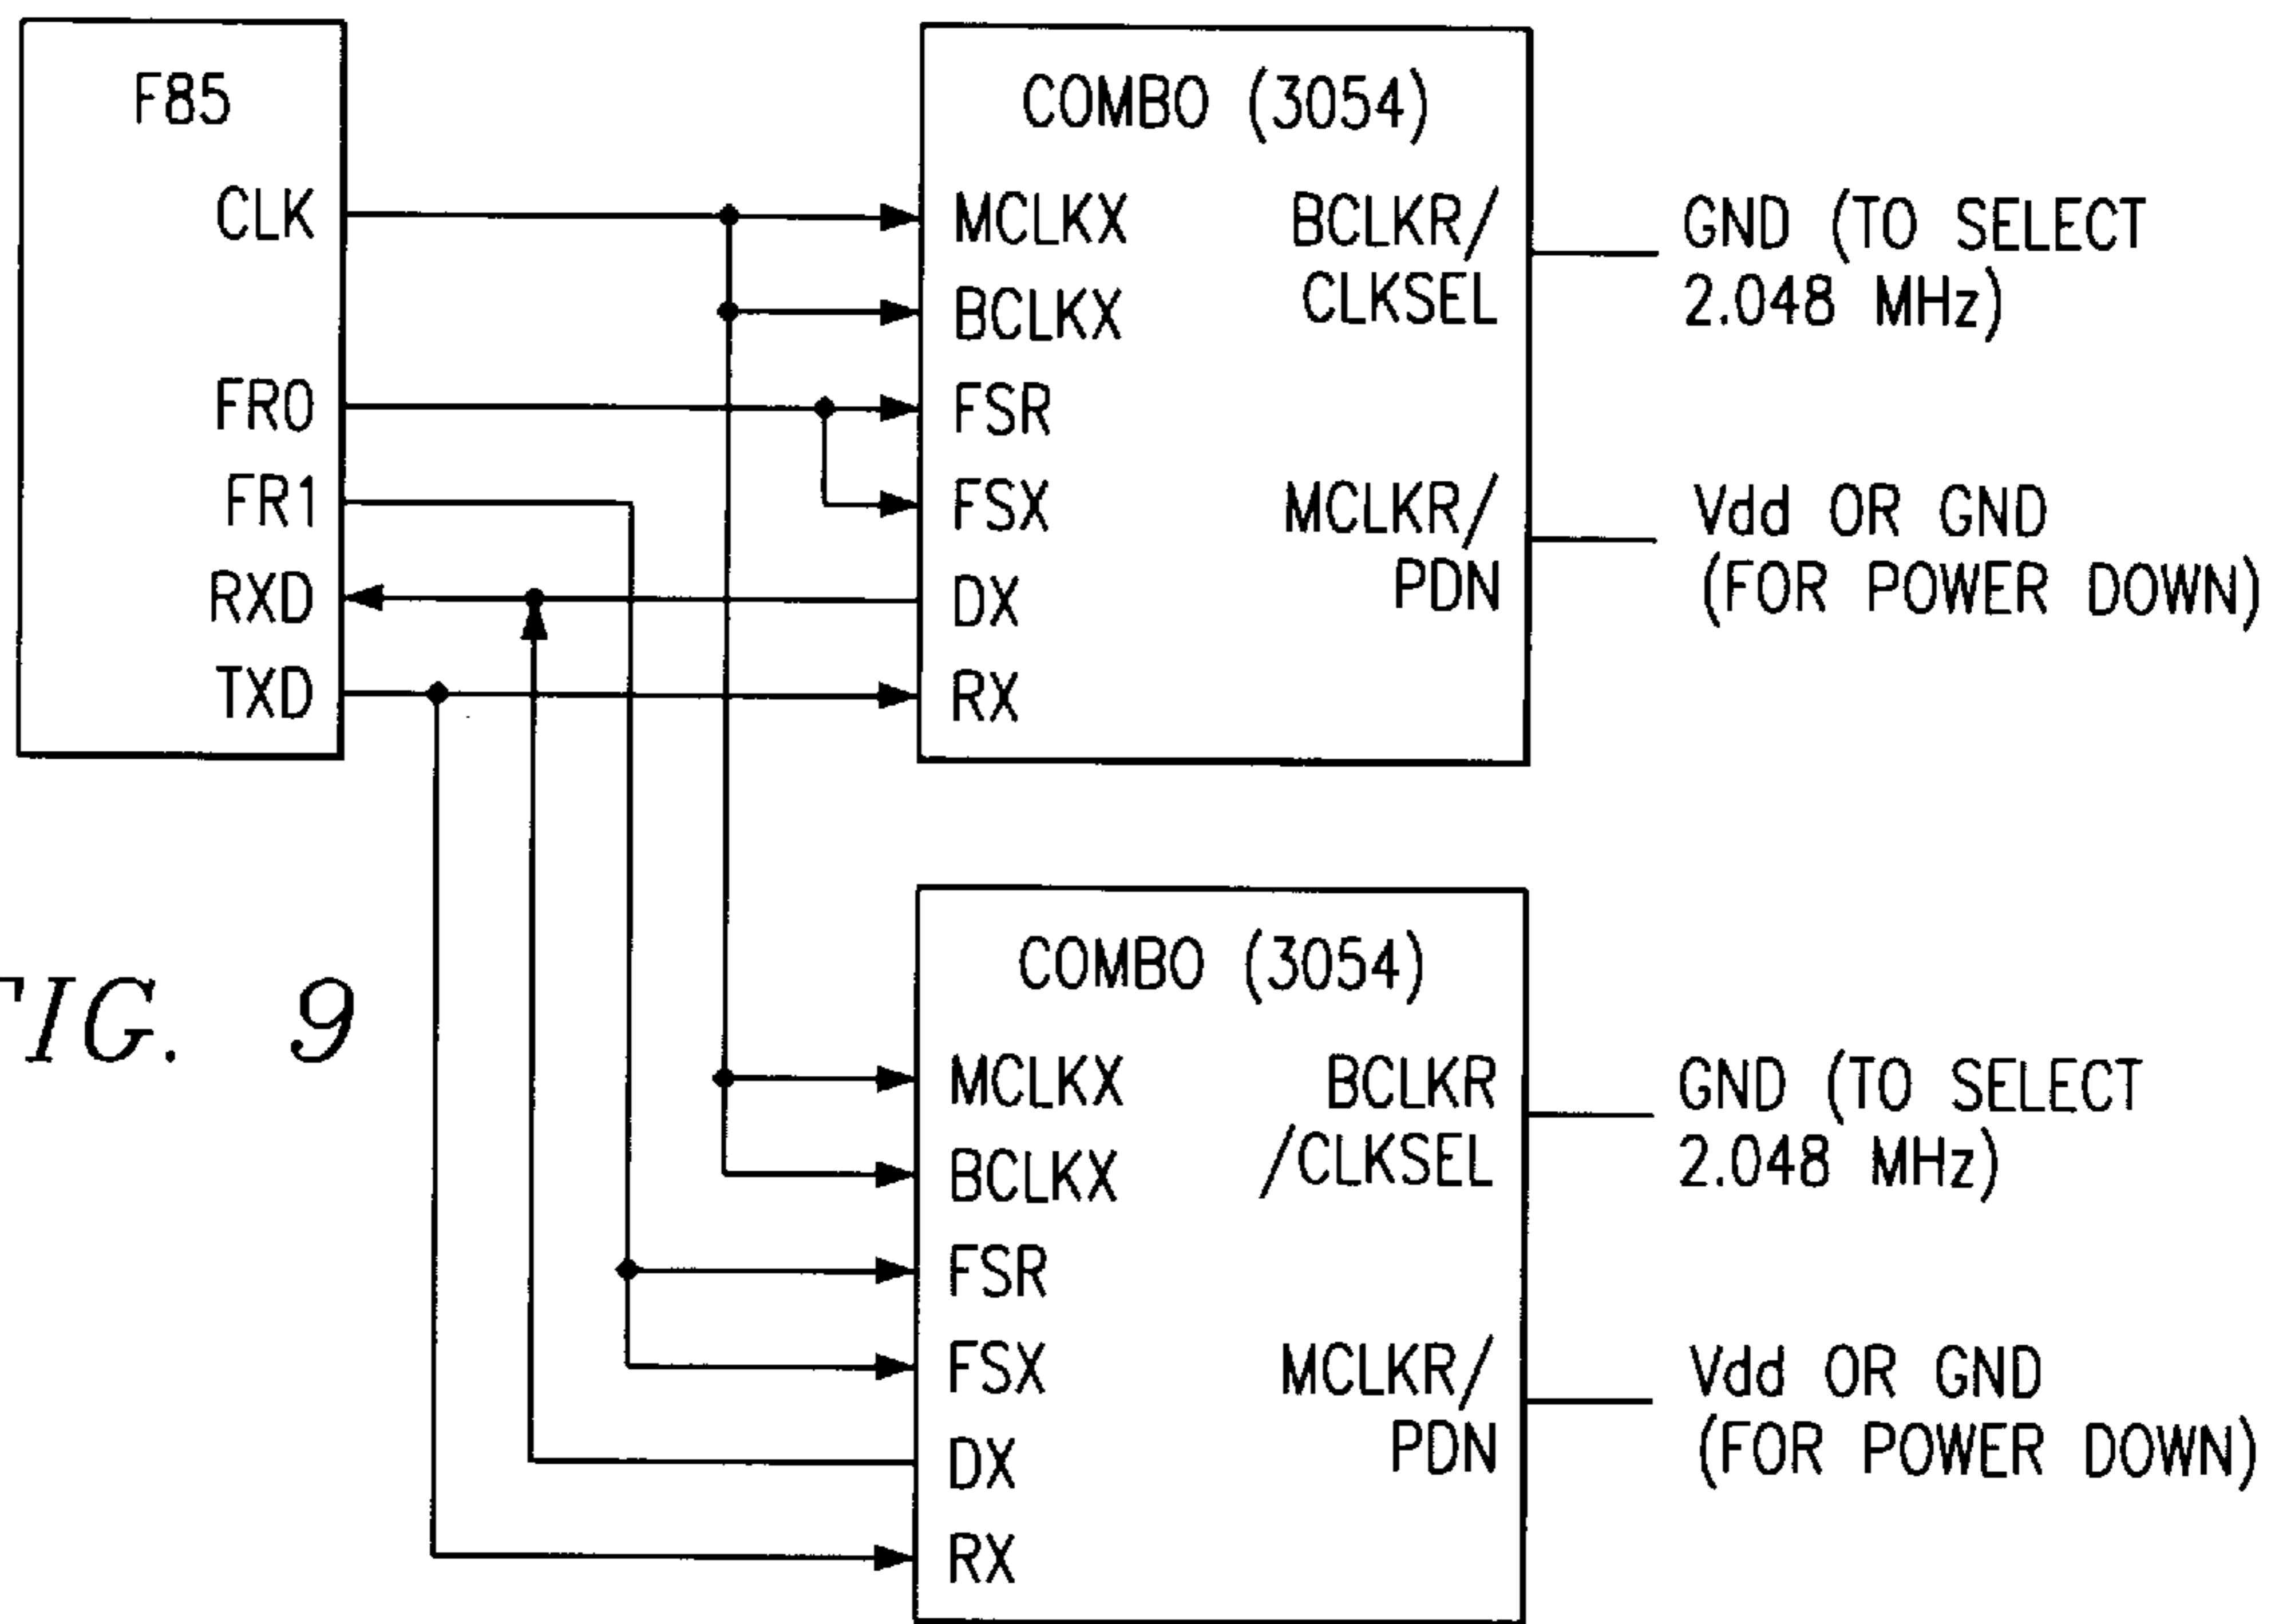 F85
CLK
FR0
FR1
RXD
TXD
COMBO (3054)
MCLKX
BCLKX
FSR
FSX
DX
RX
BCLKR/
CLKSEL
MCLKR/
PDN
GND (TO SELECT
2.048 MHz)
Vdd OR GND
(FOR POWER DOWN)
FIG. 9
COMBO (3054)
MCLKX
BCLKX
FSR
FSX
DX
RX
BCLKR
/CLKSEL
MCLKR/
PDN
GND (TO SELECT
2.048 MHz)
Vdd OR GND
(FOR POWER DOWN)